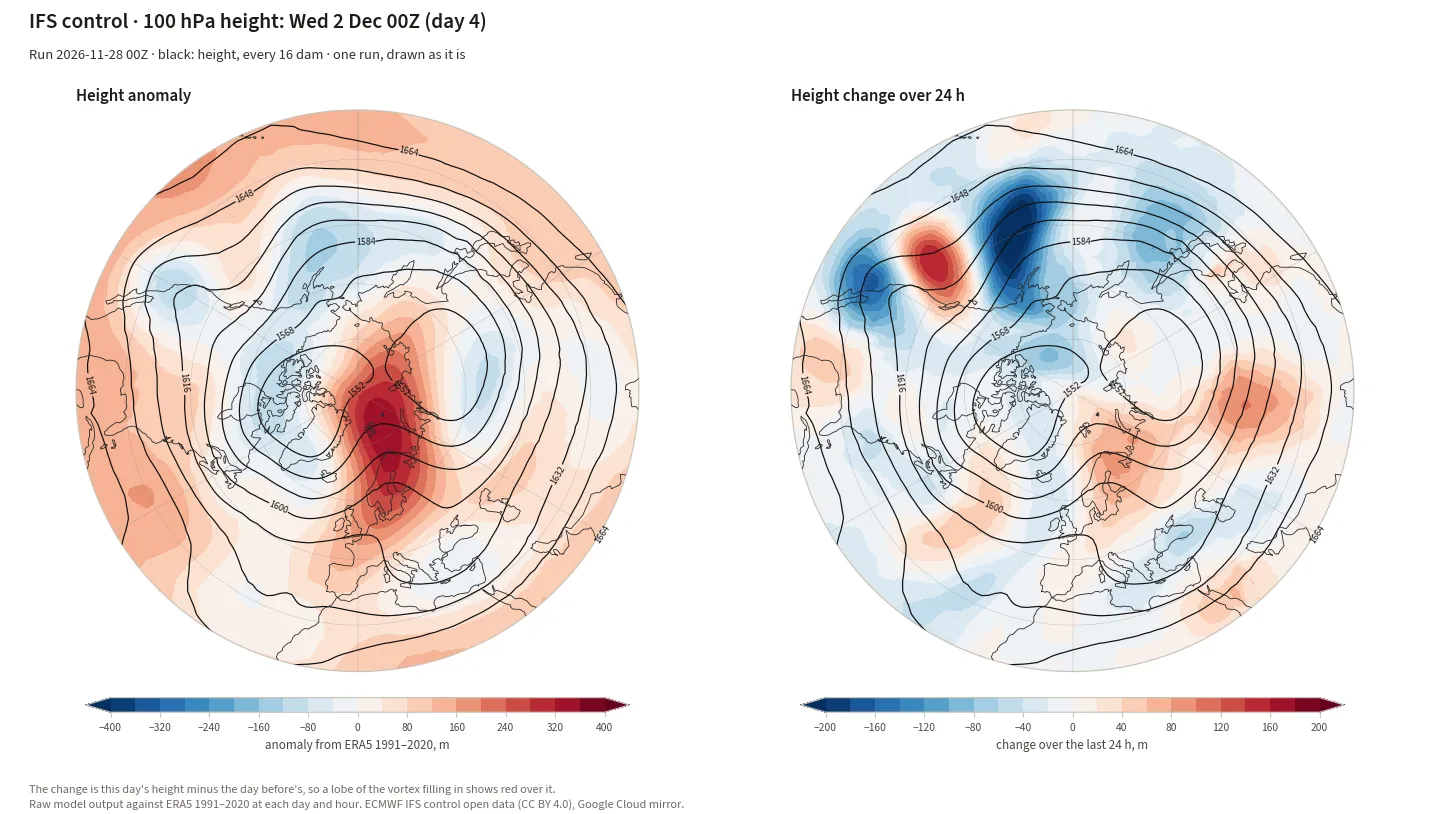 IFS control · 100 hPa height: Wed 2 Dec 00Z (day 4)
Run 2026-11-28 00Z · black: height, every 16 dam · one run, drawn as it is
Height anomaly
Height change over 24 h
1664
1648
1584
1568
1552
1616
1664
1600
1632
1664
1664
1648
1584
1568
1552
1616
1664
1600
1632
1664
−400 −320 −240 −160 −80 0 80 160 240 320 400
anomaly from ERA5 1991–2020, m
−200 −160 −120 −80 −40 0 40 80 120 160 200
change over the last 24 h, m
The change is this day's height minus the day before's, so a lobe of the vortex filling in shows red over it.
Raw model output against ERA5 1991–2020 at each day and hour. ECMWF IFS control open data (CC BY 4.0), Google Cloud mirror.